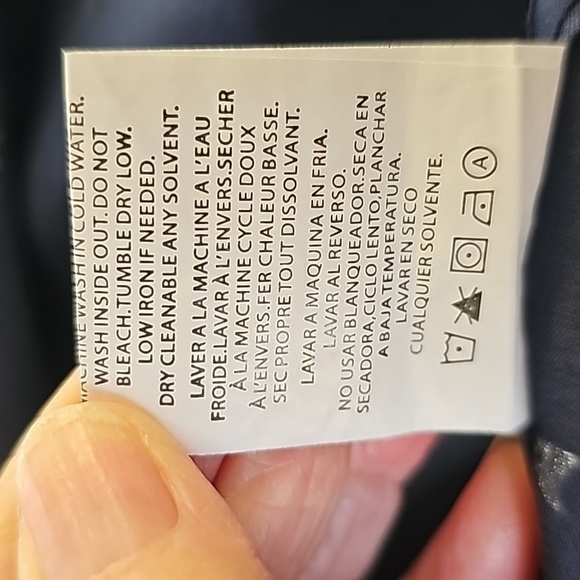 MACHINE WASH IN COLD WATER.
WASH INSIDE OUT.DO NOT
BLEACH.TUMBLE DRY LOW.
LOW IRON IF NEEDED.
DRY CLEANABLE ANY SOLVENT.
LAVER A LA MACHINE A L'EAU
FROIDE.LAVAR À L'ENVERS.SECHER
À LA MACHINE CYCLE DOUX
À L'ENVERS.FER CHALEUR BASSE.
SEC.PROPRE TOUT DISSOLVANT.
LAVAR A MAQUINA EN FRIA.
LAVAR AL REVERSO.
NO USAR BLANQUEADOR.SECA EN
SECADORA,CICLO LENTO,PLANCHAR
A BAJA TEMPERATURA.
LAVAR EN SECO
CUALQUIER SOLVENTE.
A